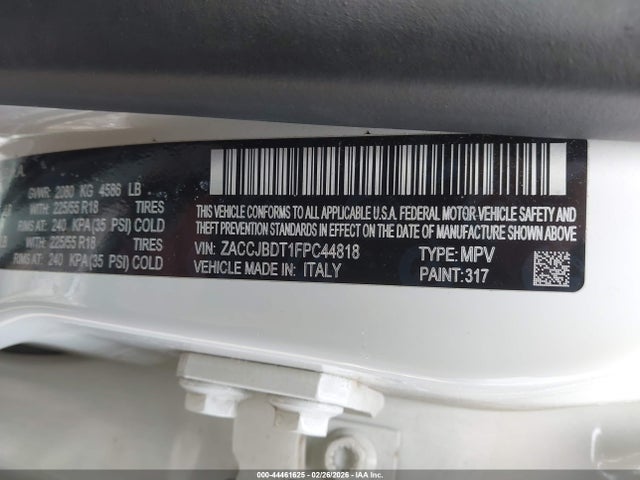 GVWR: 2080 KG 4586 LB
WITH: 225/55 R18 TIRES
RIMS AT: 240 KPA(35 PSI) COLD
WITH: 225/55 R18 TIRES
RIMS AT: 240 KPA(35 PSI) COLD
THIS VEHICLE CONFORMS TO ALL APPLICABLE U.S.A. FEDERAL MOTOR-VEHICLE SAFETY AND
THEFT PREVENTION STANDARDS IN EFFECT ON THE DATE OF MANUFACTURE SHOWN ABOVE
VIN: ZACCJBDT1FPC44818 TYPE: MPV
VEHICLE MADE IN: ITALY PAINT: 317
000-44461625 - 02/26/2026 - IAAI.com